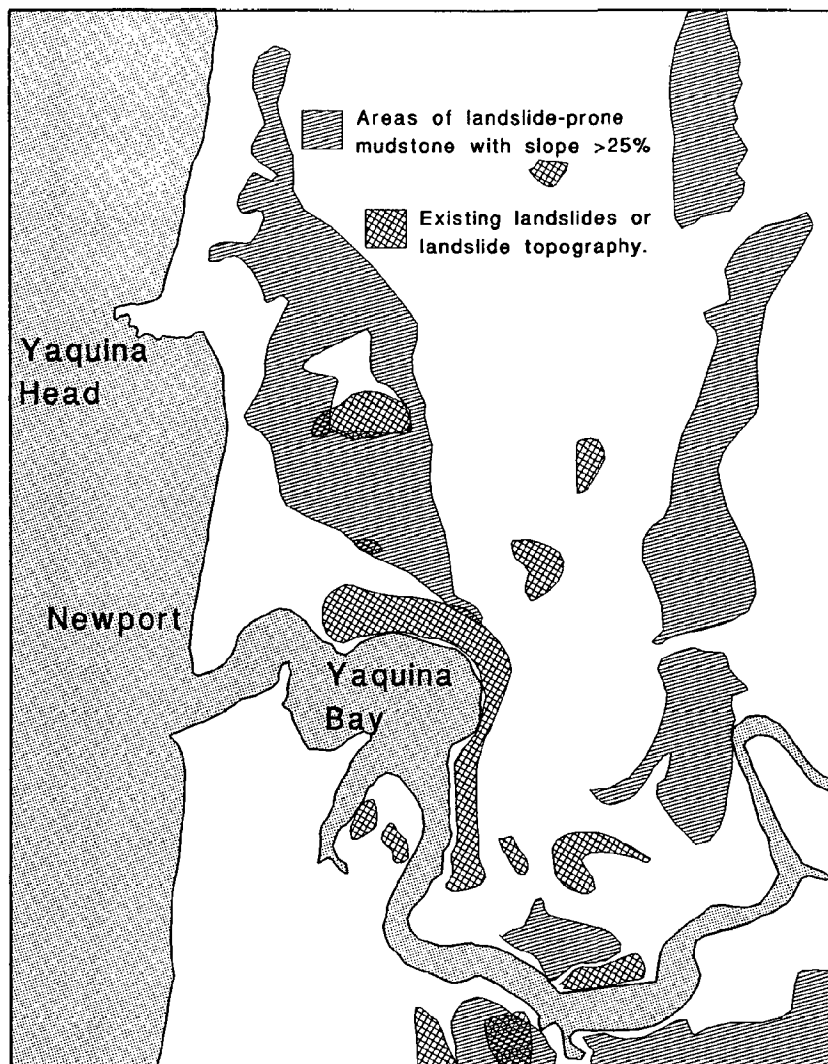 Areas of landslide-prone
mudstone with slope >25%
Existing landslides or
landslide topography.
Yaquina
Head
Newport
Yaquina
Bay